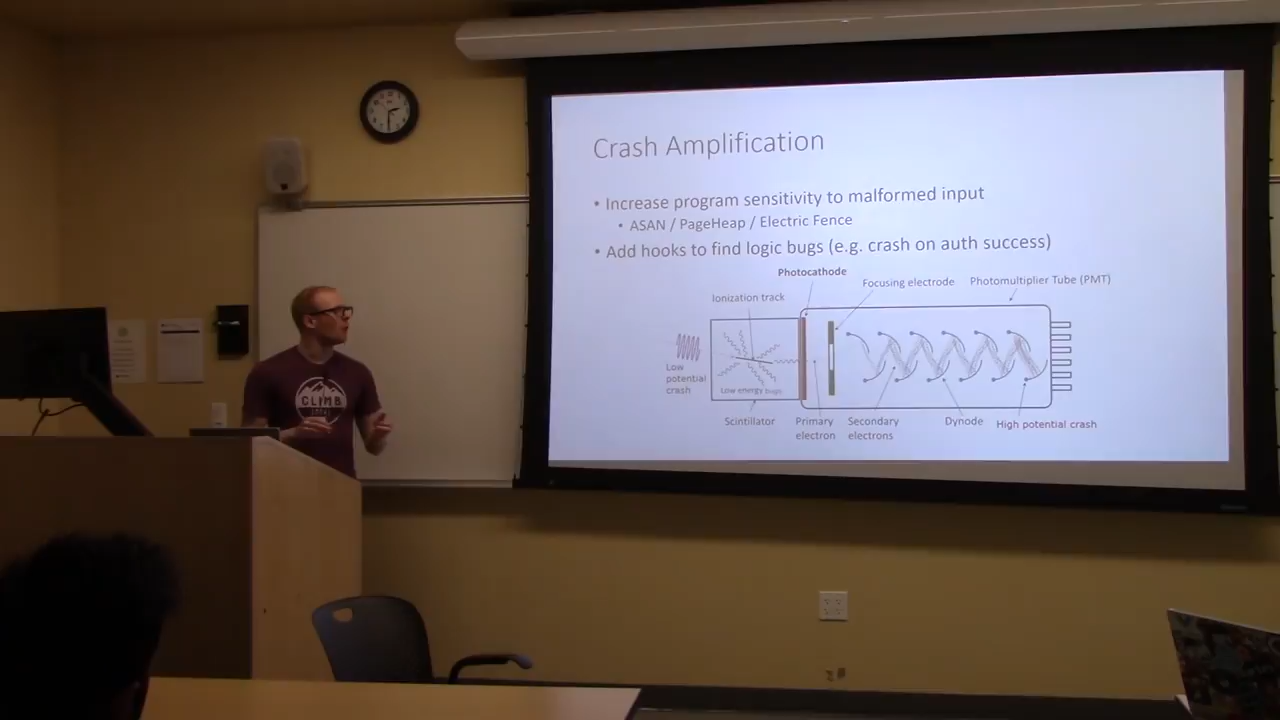 Crash Amplification
• Increase program sensitivity to malformed input
• ASAN / PageHeap / Electric Fence
• Add hooks to find logic bugs (e.g. crash on auth success)
Photocathode
Focusing electrode
Photomultiplier Tube (PMT)
Ionization track
Low
potential
crash
Low energy bugs
Scintillator
Primary
electron
Secondary
electrons
Dynode
High potential crash
CLIMB